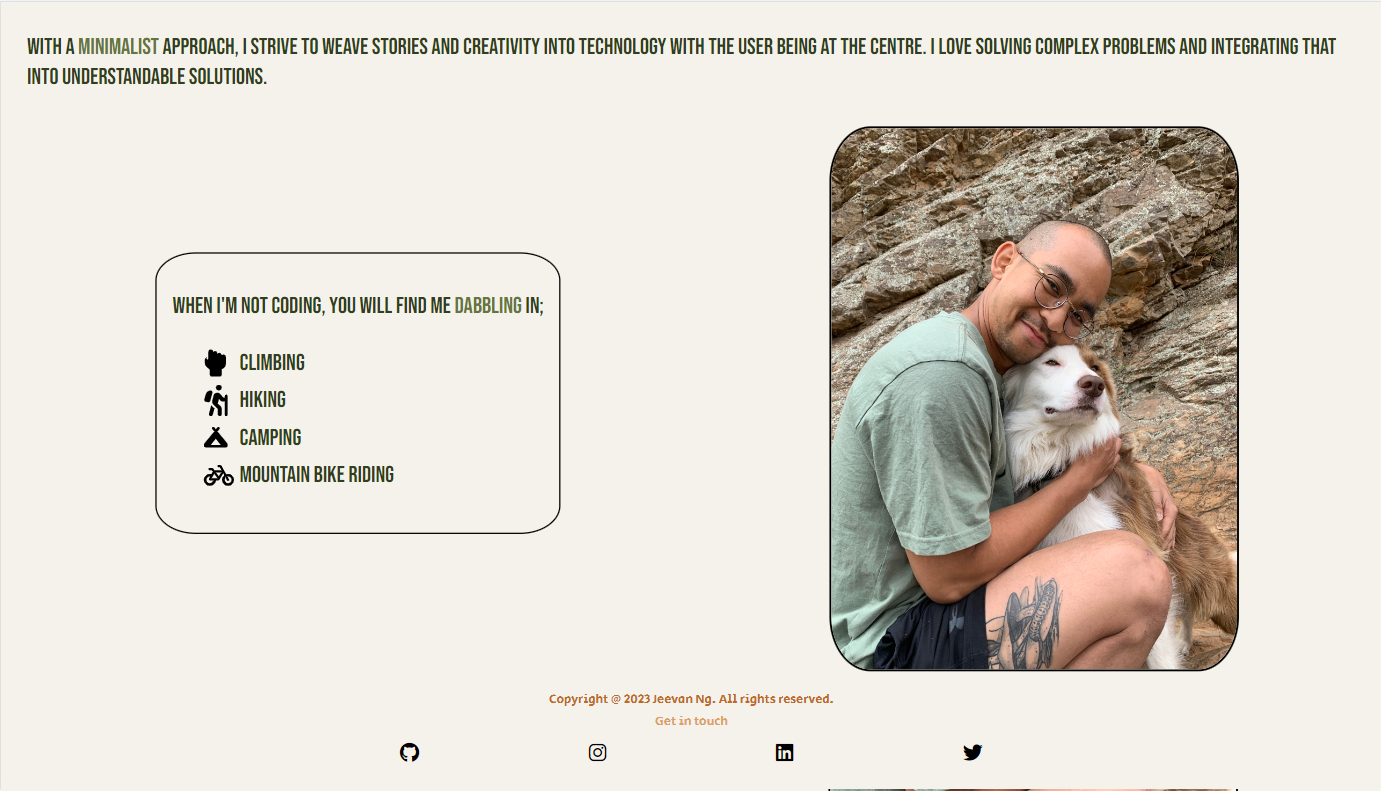 WITH A MINIMALIST APPROACH, I STRIVE TO WEAVE STORIES AND CREATIVITY INTO TECHNOLOGY WITH THE USER BEING AT THE CENTRE. I LOVE SOLVING COMPLEX PROBLEMS AND INTEGRATING THAT
INTO UNDERSTANDABLE SOLUTIONS.
WHEN I'M NOT CODING, YOU WILL FIND ME DABBLING IN;
CLIMBING
HIKING
CAMPING
MOUNTAIN BIKE RIDING
Copyright @ 2023 Jeevan Ng. All rights reserved.
Get in touch